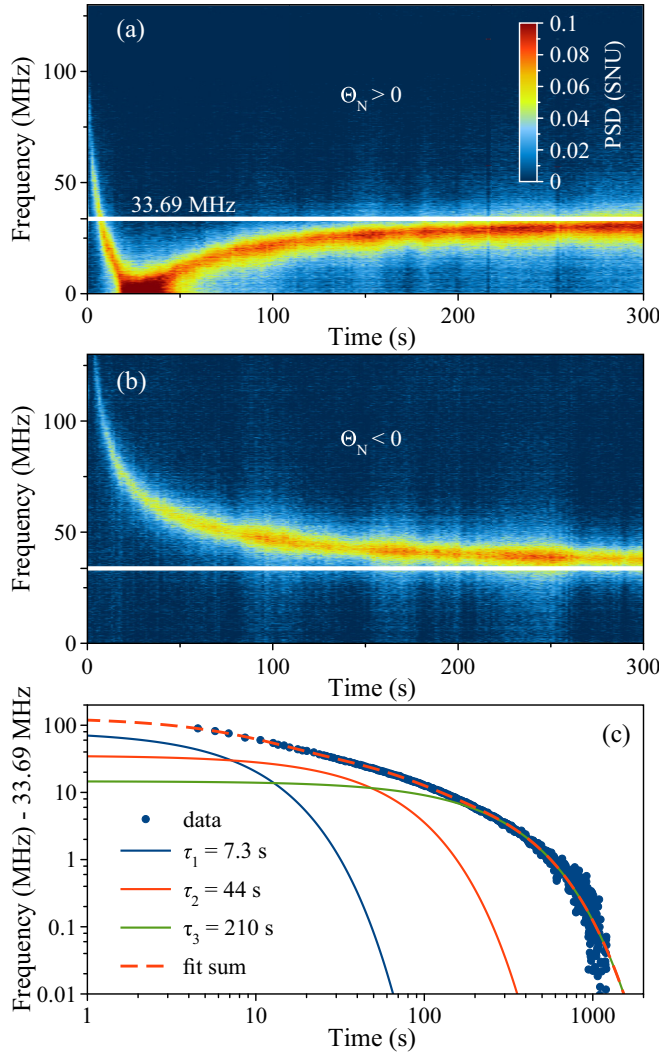 (a)
0.1
0.08
0.06
0.04
0.02
0
PSD (SNU)
Θ_N > 0
33.69 MHz
Frequency (MHz)
100
50
0
0
100
200
300
Time (s)
(b)
Θ_N < 0
Frequency (MHz)
100
50
0
0
100
200
300
Time (s)
(c)
Frequency (MHz) - 33.69 MHz
100
10
1
0.1
0.01
data
τ₁ = 7.3 s
τ₂ = 44 s
τ₃ = 210 s
fit sum
1
10
100
1000
Time (s)